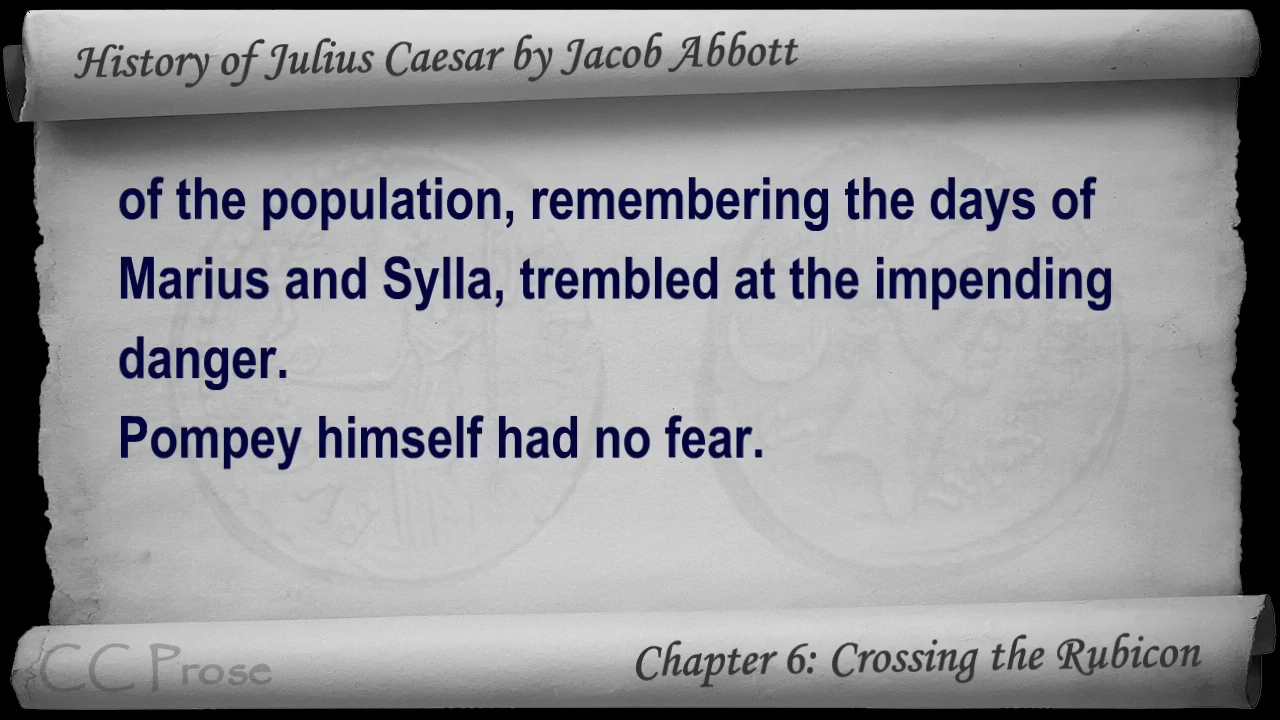 History of Julius Caesar by Jacob Abbott
of the population, remembering the days of
Marius and Sylla, trembled at the impending
danger.
Pompey himself had no fear.
CC Prose
Chapter 6: Crossing the Rubicon